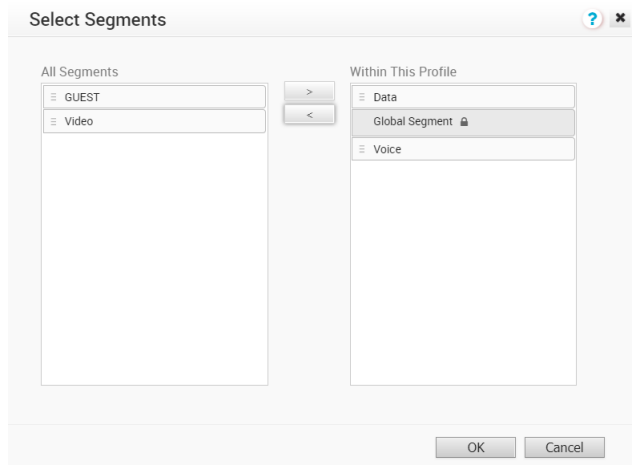 Select Segments
?
All Segments
Within This Profile
GUEST
Video
>
<
Data
Global Segment
Voice
OK
Cancel